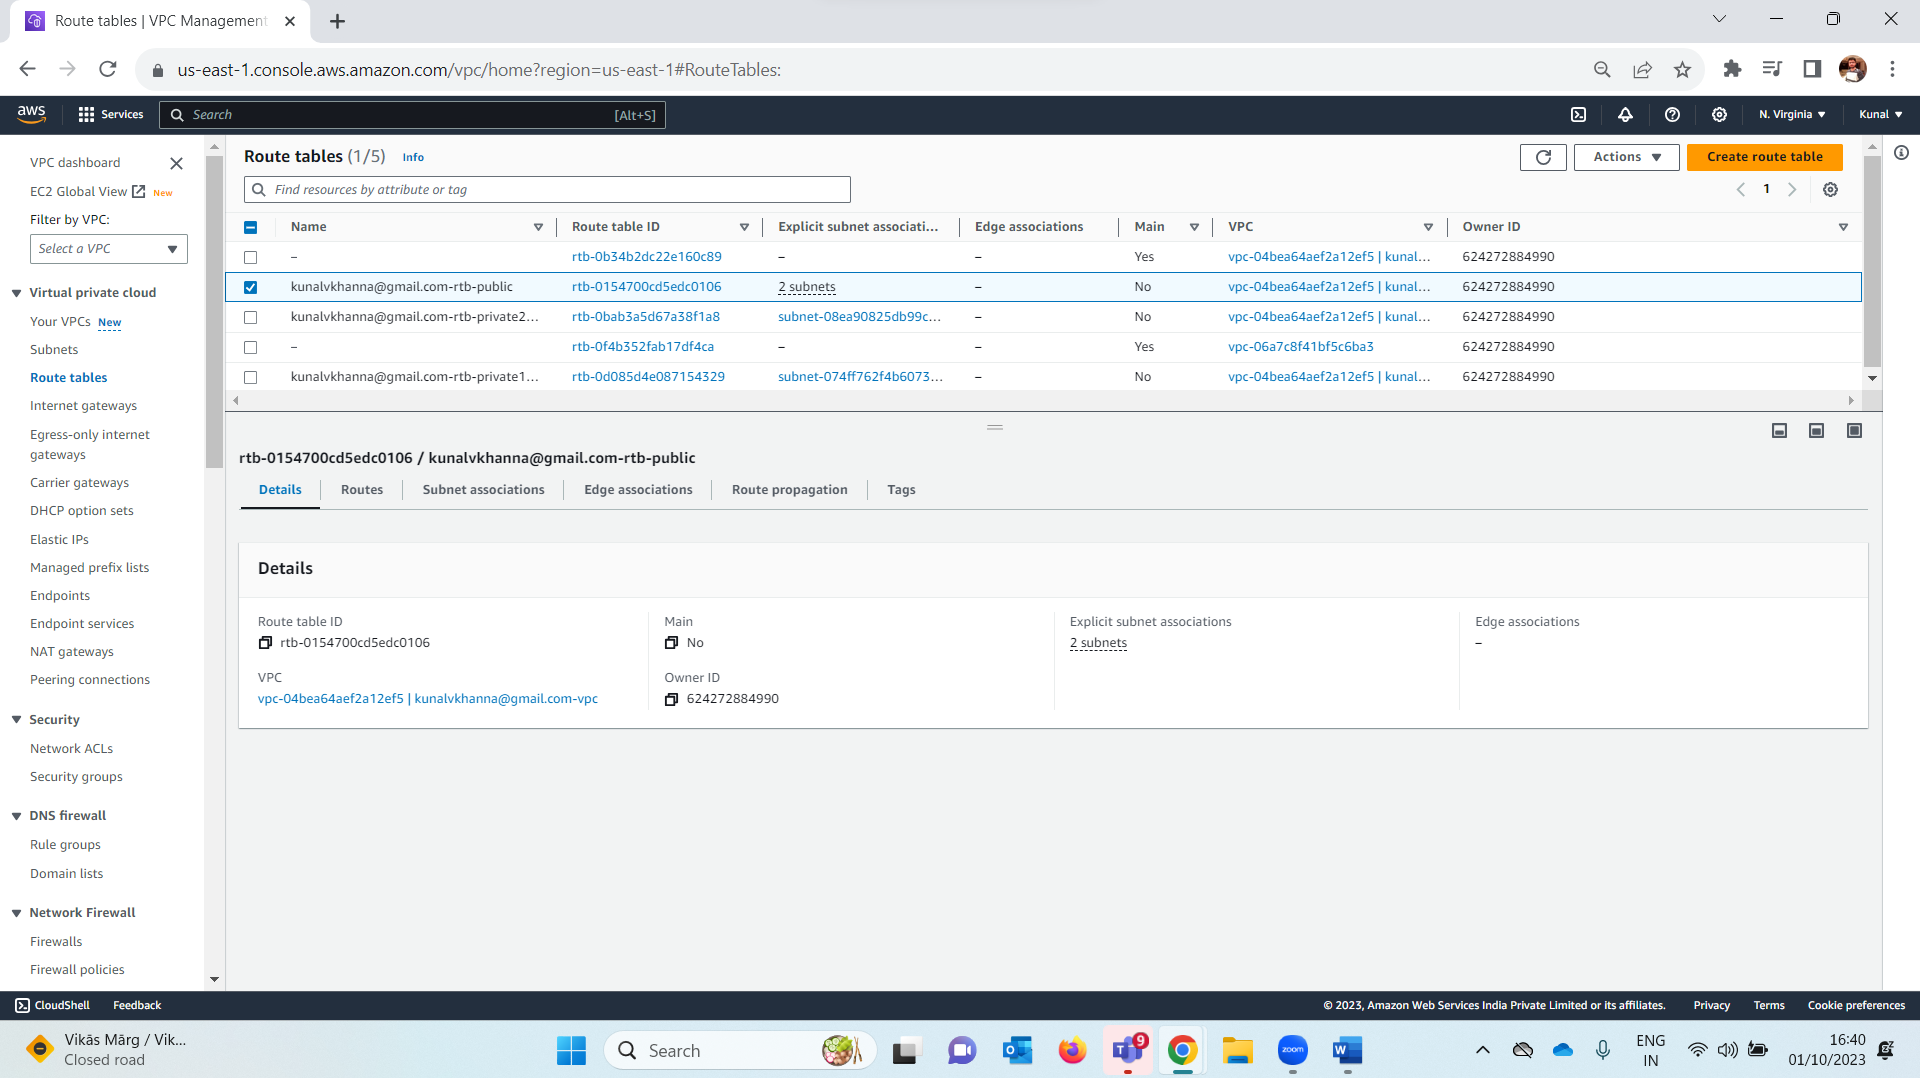 Route tables | VPC Management
us-east-1.console.aws.amazon.com/vpc/home?region=us-east-1#RouteTables:
aws Services Search [Alt+S] N. Virginia Kunal
VPC dashboard
EC2 Global View New
Filter by VPC:
Select a VPC
Virtual private cloud
Your VPCs New
Subnets
Route tables
Internet gateways
Egress-only internet
gateways
Carrier gateways
DHCP option sets
Elastic IPs
Managed prefix lists
Endpoints
Endpoint services
NAT gateways
Peering connections
Security
Network ACLs
Security groups
DNS firewall
Rule groups
Domain lists
Network Firewall
Firewalls
Firewall policies
Route tables (1/5) Info
Actions Create route table
Find resources by attribute or tag
1
Name Route table ID Explicit subnet associati... Edge associations Main VPC Owner ID
– rtb-0b34b2dc22e160c89 – – Yes vpc-04bea64aef2a12ef5 | kunal... 624272884990
kunalvkhanna@gmail.com-rtb-public rtb-0154700cd5edc0106 2 subnets – No vpc-04bea64aef2a12ef5 | kunal... 624272884990
kunalvkhanna@gmail.com-rtb-private2... rtb-0bab3a5d67a38f1a8 subnet-08ea90825db99c... – No vpc-04bea64aef2a12ef5 | kunal... 624272884990
– rtb-0f4b352fab17df4ca – – Yes vpc-06a7c8f41bf5c6ba3 624272884990
kunalvkhanna@gmail.com-rtb-private1... rtb-0d085d4e087154329 subnet-074ff762f4b6073... – No vpc-04bea64aef2a12ef5 | kunal... 624272884990
rtb-0154700cd5edc0106 / kunalvkhanna@gmail.com-rtb-public
Details Routes Subnet associations Edge associations Route propagation Tags
Details
Route table ID
rtb-0154700cd5edc0106
Main
No
Explicit subnet associations
2 subnets
Edge associations
–
VPC
vpc-04bea64aef2a12ef5 | kunalvkhanna@gmail.com-vpc
Owner ID
624272884990
CloudShell Feedback © 2023, Amazon Web Services India Private Limited or its affiliates. Privacy Terms Cookie preferences
Vikās Mārg / Vik...
Closed road
Search
9
zoom
W
ENG
IN
16:40
01/10/2023